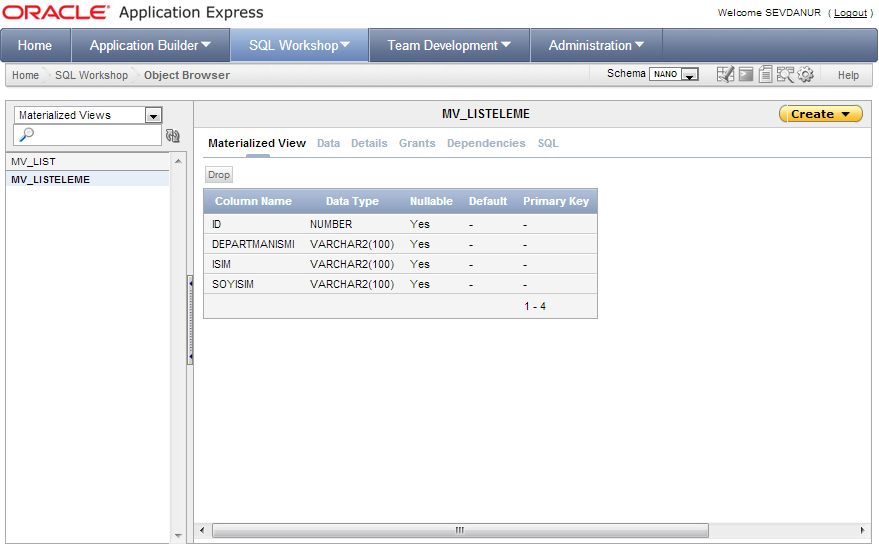 ORACLE® Application Express
Welcome SEVDANUR ( Logout )
Home Application Builder SQL Workshop Team Development Administration
Home SQL Workshop Object Browser
Schema NANO Help
Materialized Views
MV_LIST
MV_LISTELEME
MV_LISTELEME
Create
Materialized View Data Details Grants Dependencies SQL
Drop
Column Name Data Type Nullable Default Primary Key
ID NUMBER Yes - -
DEPARTMANISMI VARCHAR2(100) Yes - -
ISIM VARCHAR2(100) Yes - -
SOYISIM VARCHAR2(100) Yes - -
1 - 4